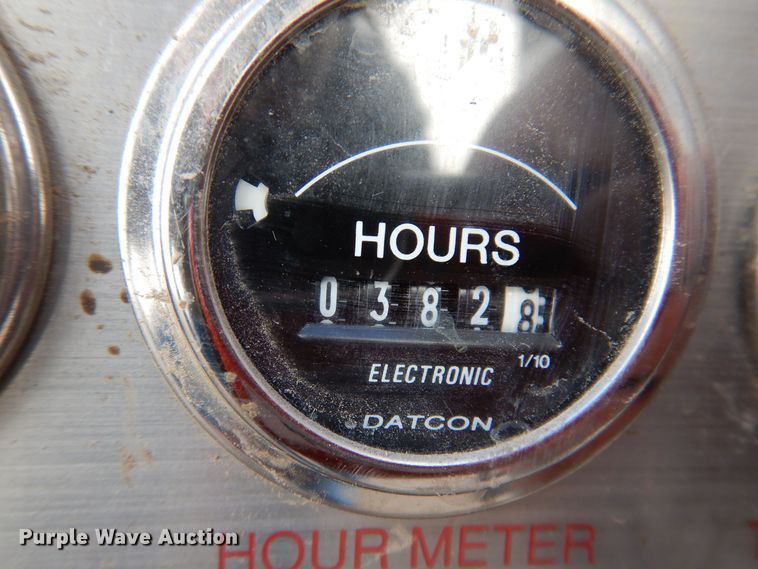 HOURS
0 3 8 2 8
1/10
ELECTRONIC
DATCON
HOUR METER
Purple Wave Auction